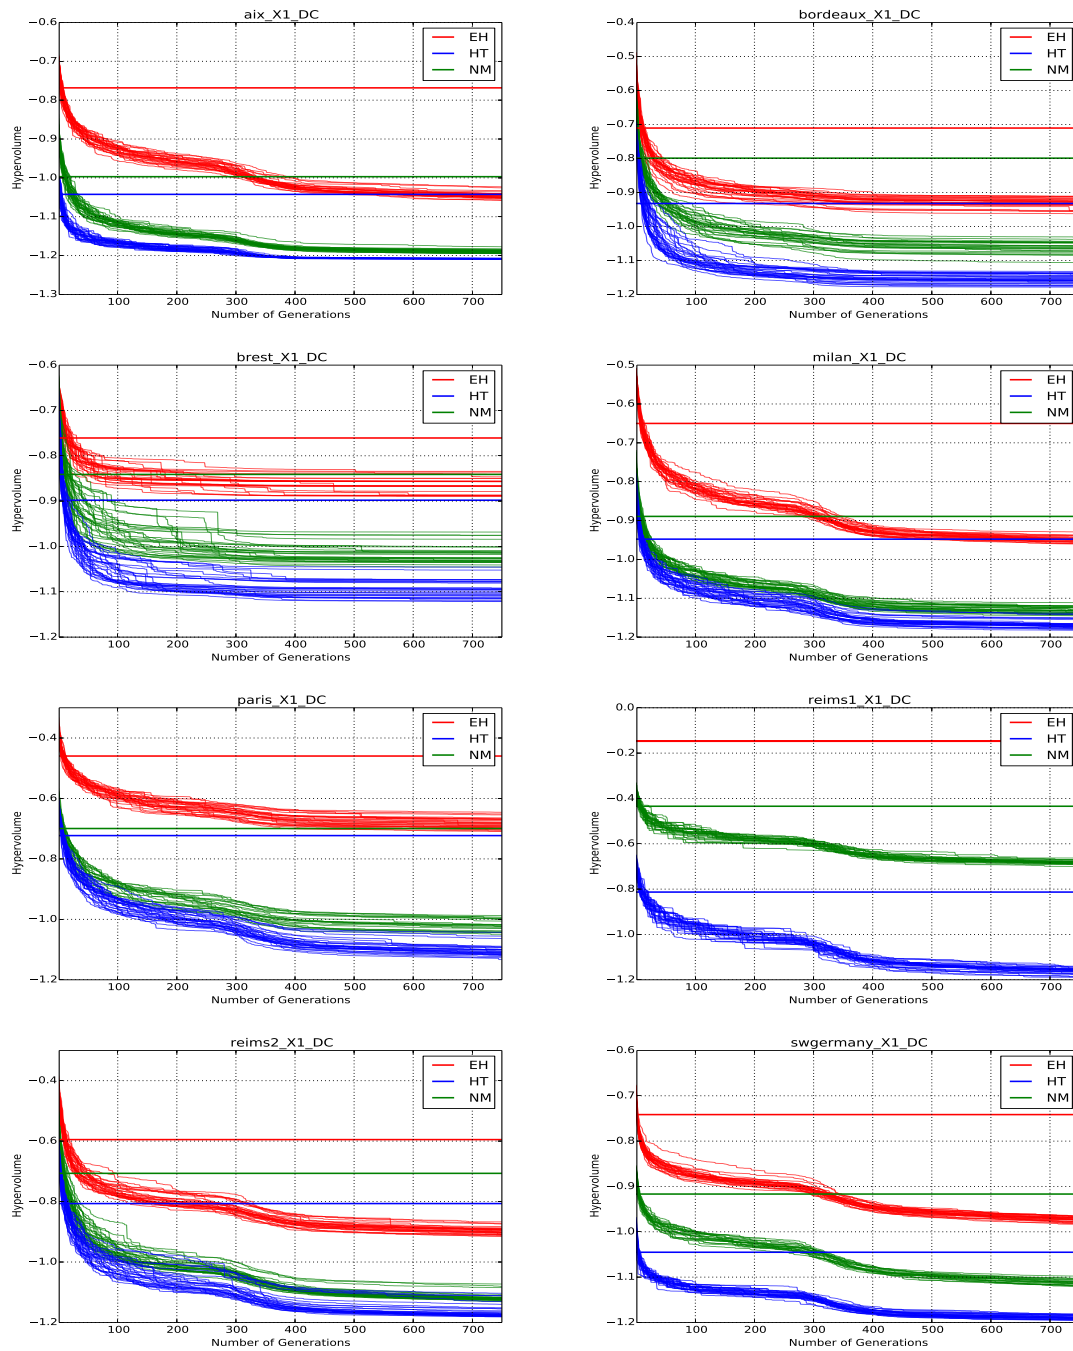 aix_X1_DC
Hypervolume
−0.6
−0.7
−0.8
−0.9
−1.0
−1.1
−1.2
−1.3
EH
HT
NM
100 200 300 400 500 600 700
Number of Generations
bordeaux_X1_DC
Hypervolume
−0.4
−0.5
−0.6
−0.7
−0.8
−0.9
−1.0
−1.1
−1.2
EH
HT
NM
100 200 300 400 500 600 700
Number of Generations
brest_X1_DC
Hypervolume
−0.6
−0.7
−0.8
−0.9
−1.0
−1.1
−1.2
EH
HT
NM
100 200 300 400 500 600 700
Number of Generations
milan_X1_DC
Hypervolume
−0.5
−0.6
−0.7
−0.8
−0.9
−1.0
−1.1
−1.2
EH
HT
NM
100 200 300 400 500 600 700
Number of Generations
paris_X1_DC
Hypervolume
−0.4
−0.6
−0.8
−1.0
−1.2
EH
HT
NM
100 200 300 400 500 600 700
Number of Generations
reims1_X1_DC
Hypervolume
0.0
−0.2
−0.4
−0.6
−0.8
−1.0
−1.2
EH
HT
NM
100 200 300 400 500 600 700
Number of Generations
reims2_X1_DC
Hypervolume
−0.4
−0.6
−0.8
−1.0
−1.2
EH
HT
NM
100 200 300 400 500 600 700
Number of Generations
swgermany_X1_DC
Hypervolume
−0.6
−0.7
−0.8
−0.9
−1.0
−1.1
−1.2
EH
HT
NM
100 200 300 400 500 600 700
Number of Generations